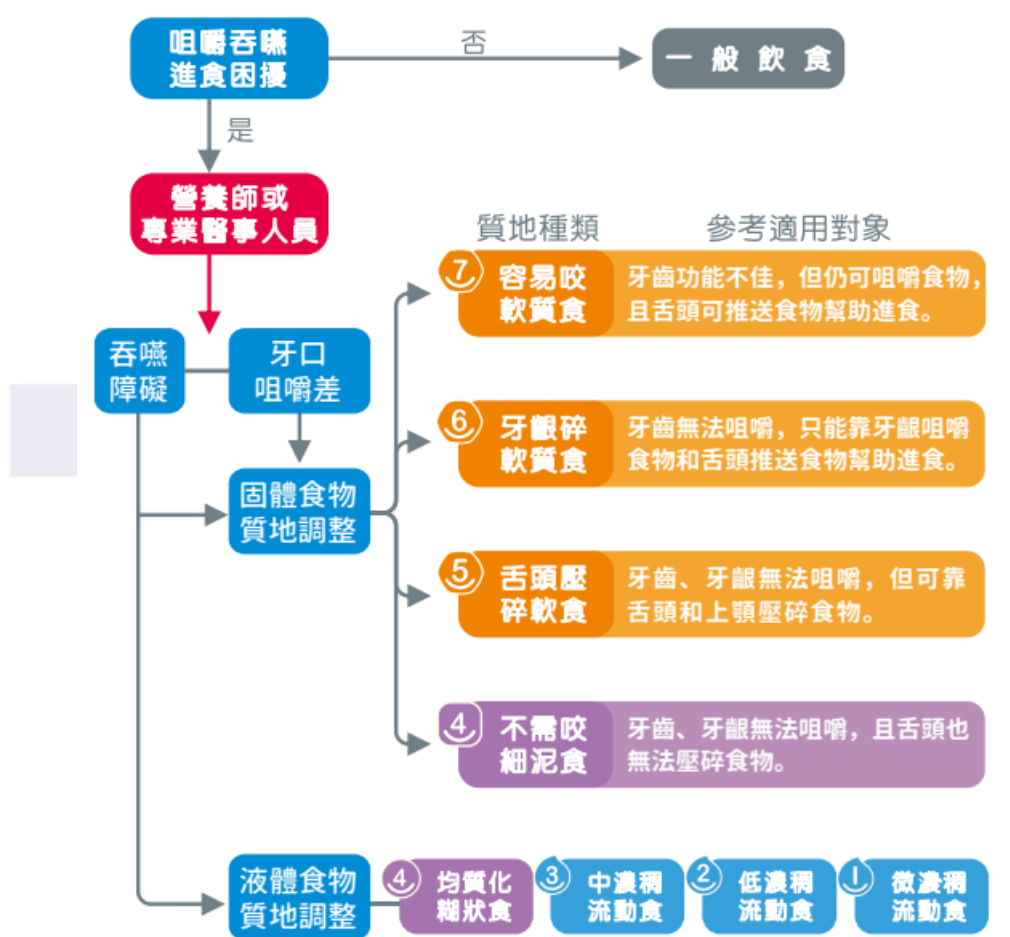 咀嚼吞嚥
進食困擾
否
一般飲食
是
營養師或
專業醫事人員
質地種類
參考適用對象
7
容易咬
軟質食
牙齒功能不佳，但仍可咀嚼食物，
且舌頭可推送食物幫助進食。
吞嚥
障礙
牙口
咀嚼差
6
牙齦碎
軟質食
牙齒無法咀嚼，只能靠牙齦咀嚼
食物和舌頭推送食物幫助進食。
固體食物
質地調整
5
舌頭壓
碎軟食
牙齒、牙齦無法咀嚼，但可靠
舌頭和上顎壓碎食物。
4
不需咬
細泥食
牙齒、牙齦無法咀嚼，且舌頭也
無法壓碎食物。
液體食物
質地調整
4
均質化
糊狀食
3
中濃稠
流動食
2
低濃稠
流動食
1
微濃稠
流動食